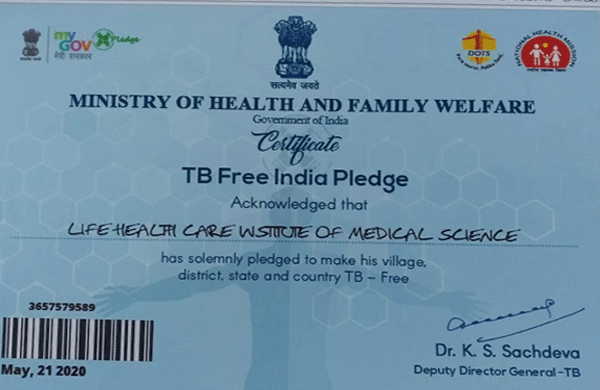 my
GOV Pledge
मेरी सरकार
DOTS
NATIONAL HEALTH MISSION
सत्यमेव जयते
MINISTRY OF HEALTH AND FAMILY WELFARE
Government of India
Certificate
of
TB Free India Pledge
Acknowledged that
LIFE HEALTH CARE INSTITUTE OF MEDICAL SCIENCE
has solemnly pledged to make his village,
district, state and country TB – Free
3657579589
May, 21 2020
Dr. K. S. Sachdeva
Deputy Director General -TB